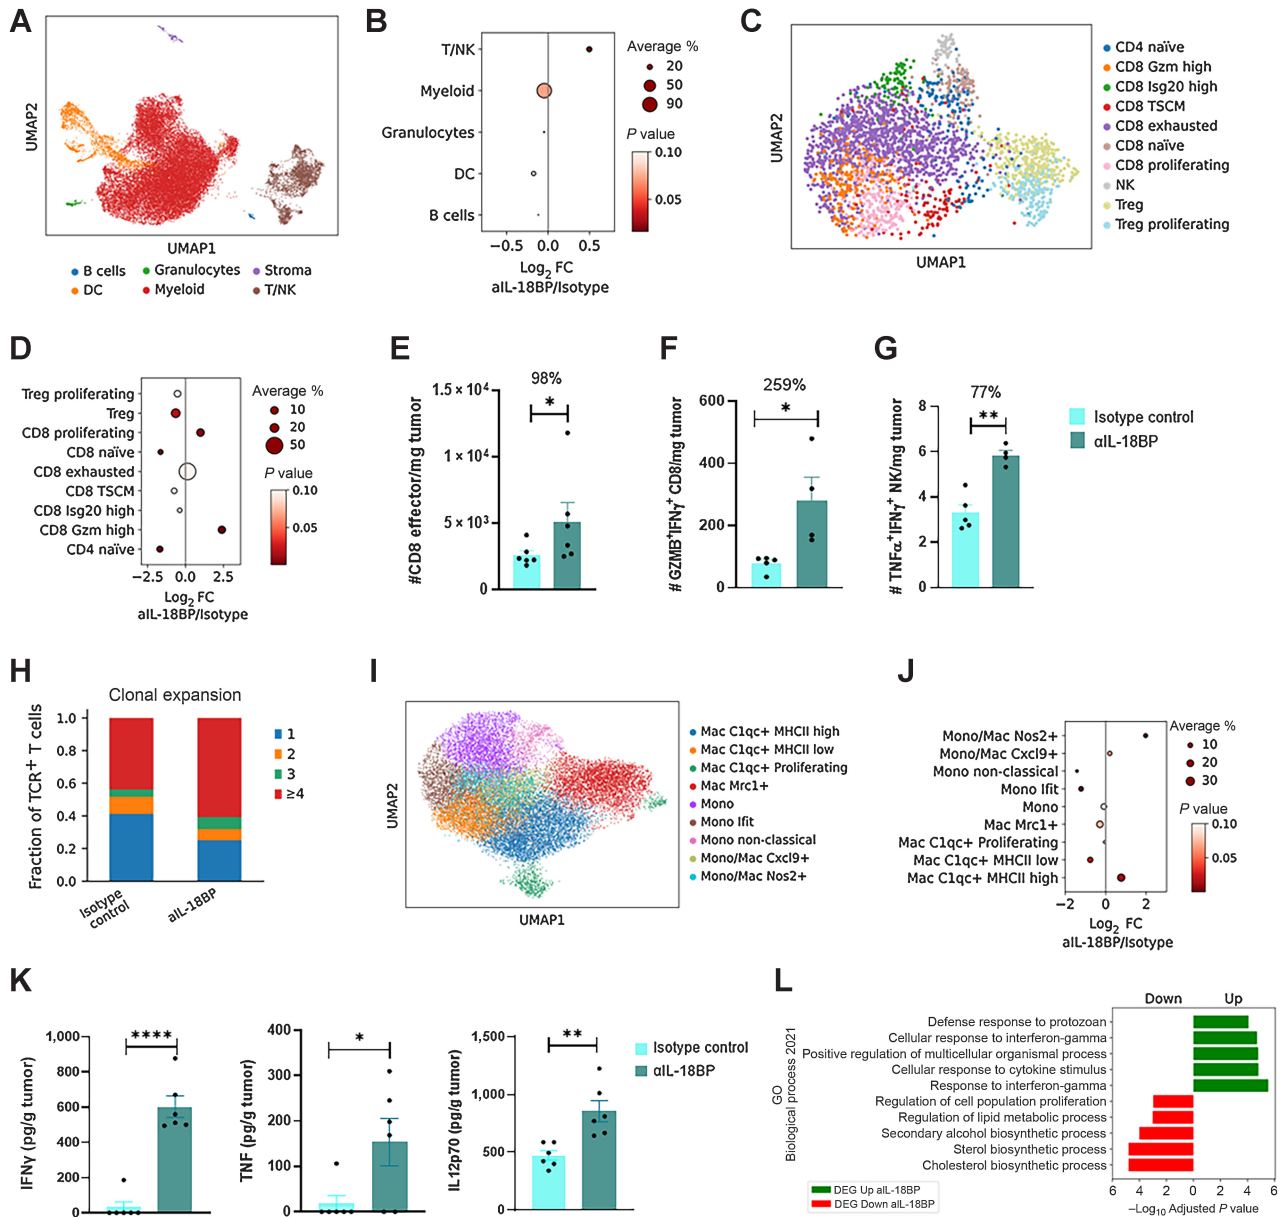 A
UMAP2
UMAP1
B cells
Granulocytes
Stroma
DC
Myeloid
T/NK
B
T/NK
Myeloid
Granulocytes
DC
B cells
−0.5 0.0 0.5
Log2 FC
aIL-18BP/Isotype
Average %
20
50
90
P value
0.10
0.05
C
UMAP2
UMAP1
CD4 naïve
CD8 Gzm high
CD8 Isg20 high
CD8 TSCM
CD8 exhausted
CD8 naïve
CD8 proliferating
NK
Treg
Treg proliferating
D
Treg proliferating
Treg
CD8 proliferating
CD8 naïve
CD8 exhausted
CD8 TSCM
CD8 Isg20 high
CD8 Gzm high
CD4 naïve
−2.5 0.0 2.5
Log2 FC
aIL-18BP/Isotype
Average %
10
20
50
P value
0.10
0.05
E
#CD8 effector/mg tumor
1.5 × 10⁴
1 × 10⁴
5 × 10³
0
98%
*
F
# GZMB⁺IFNγ⁺ CD8/mg tumor
600
400
200
0
259%
*
G
# TNFα⁺IFNγ⁺ NK/mg tumor
8
6
4
2
0
77%
**
Isotype control
αIL-18BP
H
Clonal expansion
Fraction of TCR⁺ T cells
1.0
0.8
0.6
0.4
0.2
0.0
Isotype
control
aIL-18BP
1
2
3
≥4
I
UMAP2
UMAP1
Mac C1qc+ MHCII high
Mac C1qc+ MHCII low
Mac C1qc+ Proliferating
Mac Mrc1+
Mono
Mono Ifit
Mono non-classical
Mono/Mac Cxcl9+
Mono/Mac Nos2+
J
Mono/Mac Nos2+
Mono/Mac Cxcl9+
Mono non-classical
Mono Ifit
Mono
Mac Mrc1+
Mac C1qc+ Proliferating
Mac C1qc+ MHCII low
Mac C1qc+ MHCII high
−2 0 2
Log2 FC
aIL-18BP/Isotype
Average %
10
20
30
P value
0.10
0.05
K
IFNγ (pg/g tumor)
1,000
800
600
400
200
0
****
TNF (pg/g tumor)
400
300
200
100
0
*
IL12p70 (pg/g tumor)
1,500
1,000
500
0
**
Isotype control
αIL-18BP
L
Down Up
GO
Biological process 2021
Defense response to protozoan
Cellular response to interferon-gamma
Positive regulation of multicellular organismal process
Cellular response to cytokine stimulus
Response to interferon-gamma
Regulation of cell population proliferation
Regulation of lipid metabolic process
Secondary alcohol biosynthetic process
Sterol biosynthetic process
Cholesterol biosynthetic process
6 4 2 0 2 4 6
−Log10 Adjusted P value
DEG Up aIL-18BP
DEG Down aIL-18BP